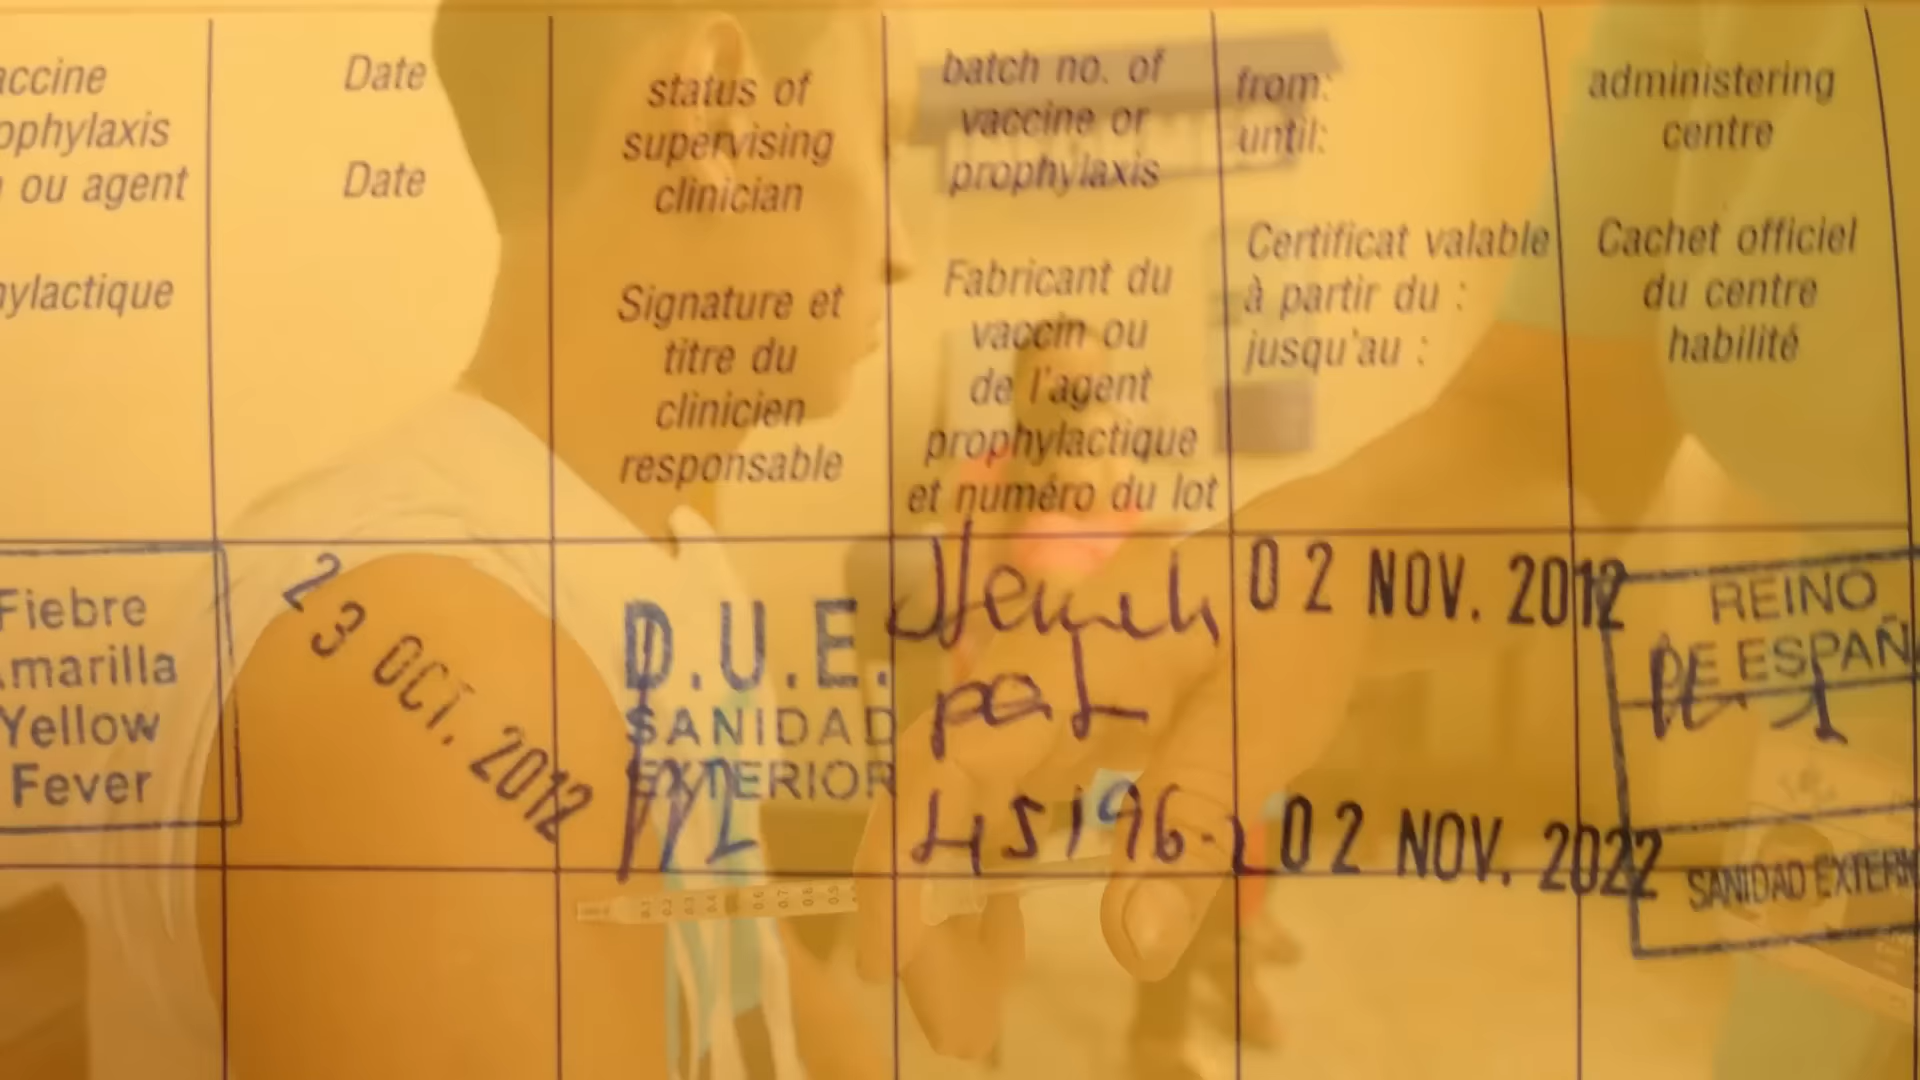 accine
ophylaxis
ou agent
hylactique
Date
Date
status of
supervising
clinician
Signature et
titre du
clinicien
responsable
batch no. of
vaccine or
prophylaxis
Fabricant du
vaccin ou
de l'agent
prophylactique
et numéro du lot
from:
until:
Certificat valable
à partir du :
jusqu'au :
administering
centre
Cachet officiel
du centre
habilité
Fiebre
marilla
Yellow
Fever
23 OCT. 2012
D.U.E.
SANIDAD
EXTERIOR
45196-
02 NOV. 2012
02 NOV. 2022
REINO
DE ESPAÑ
SANIDAD EXTERI